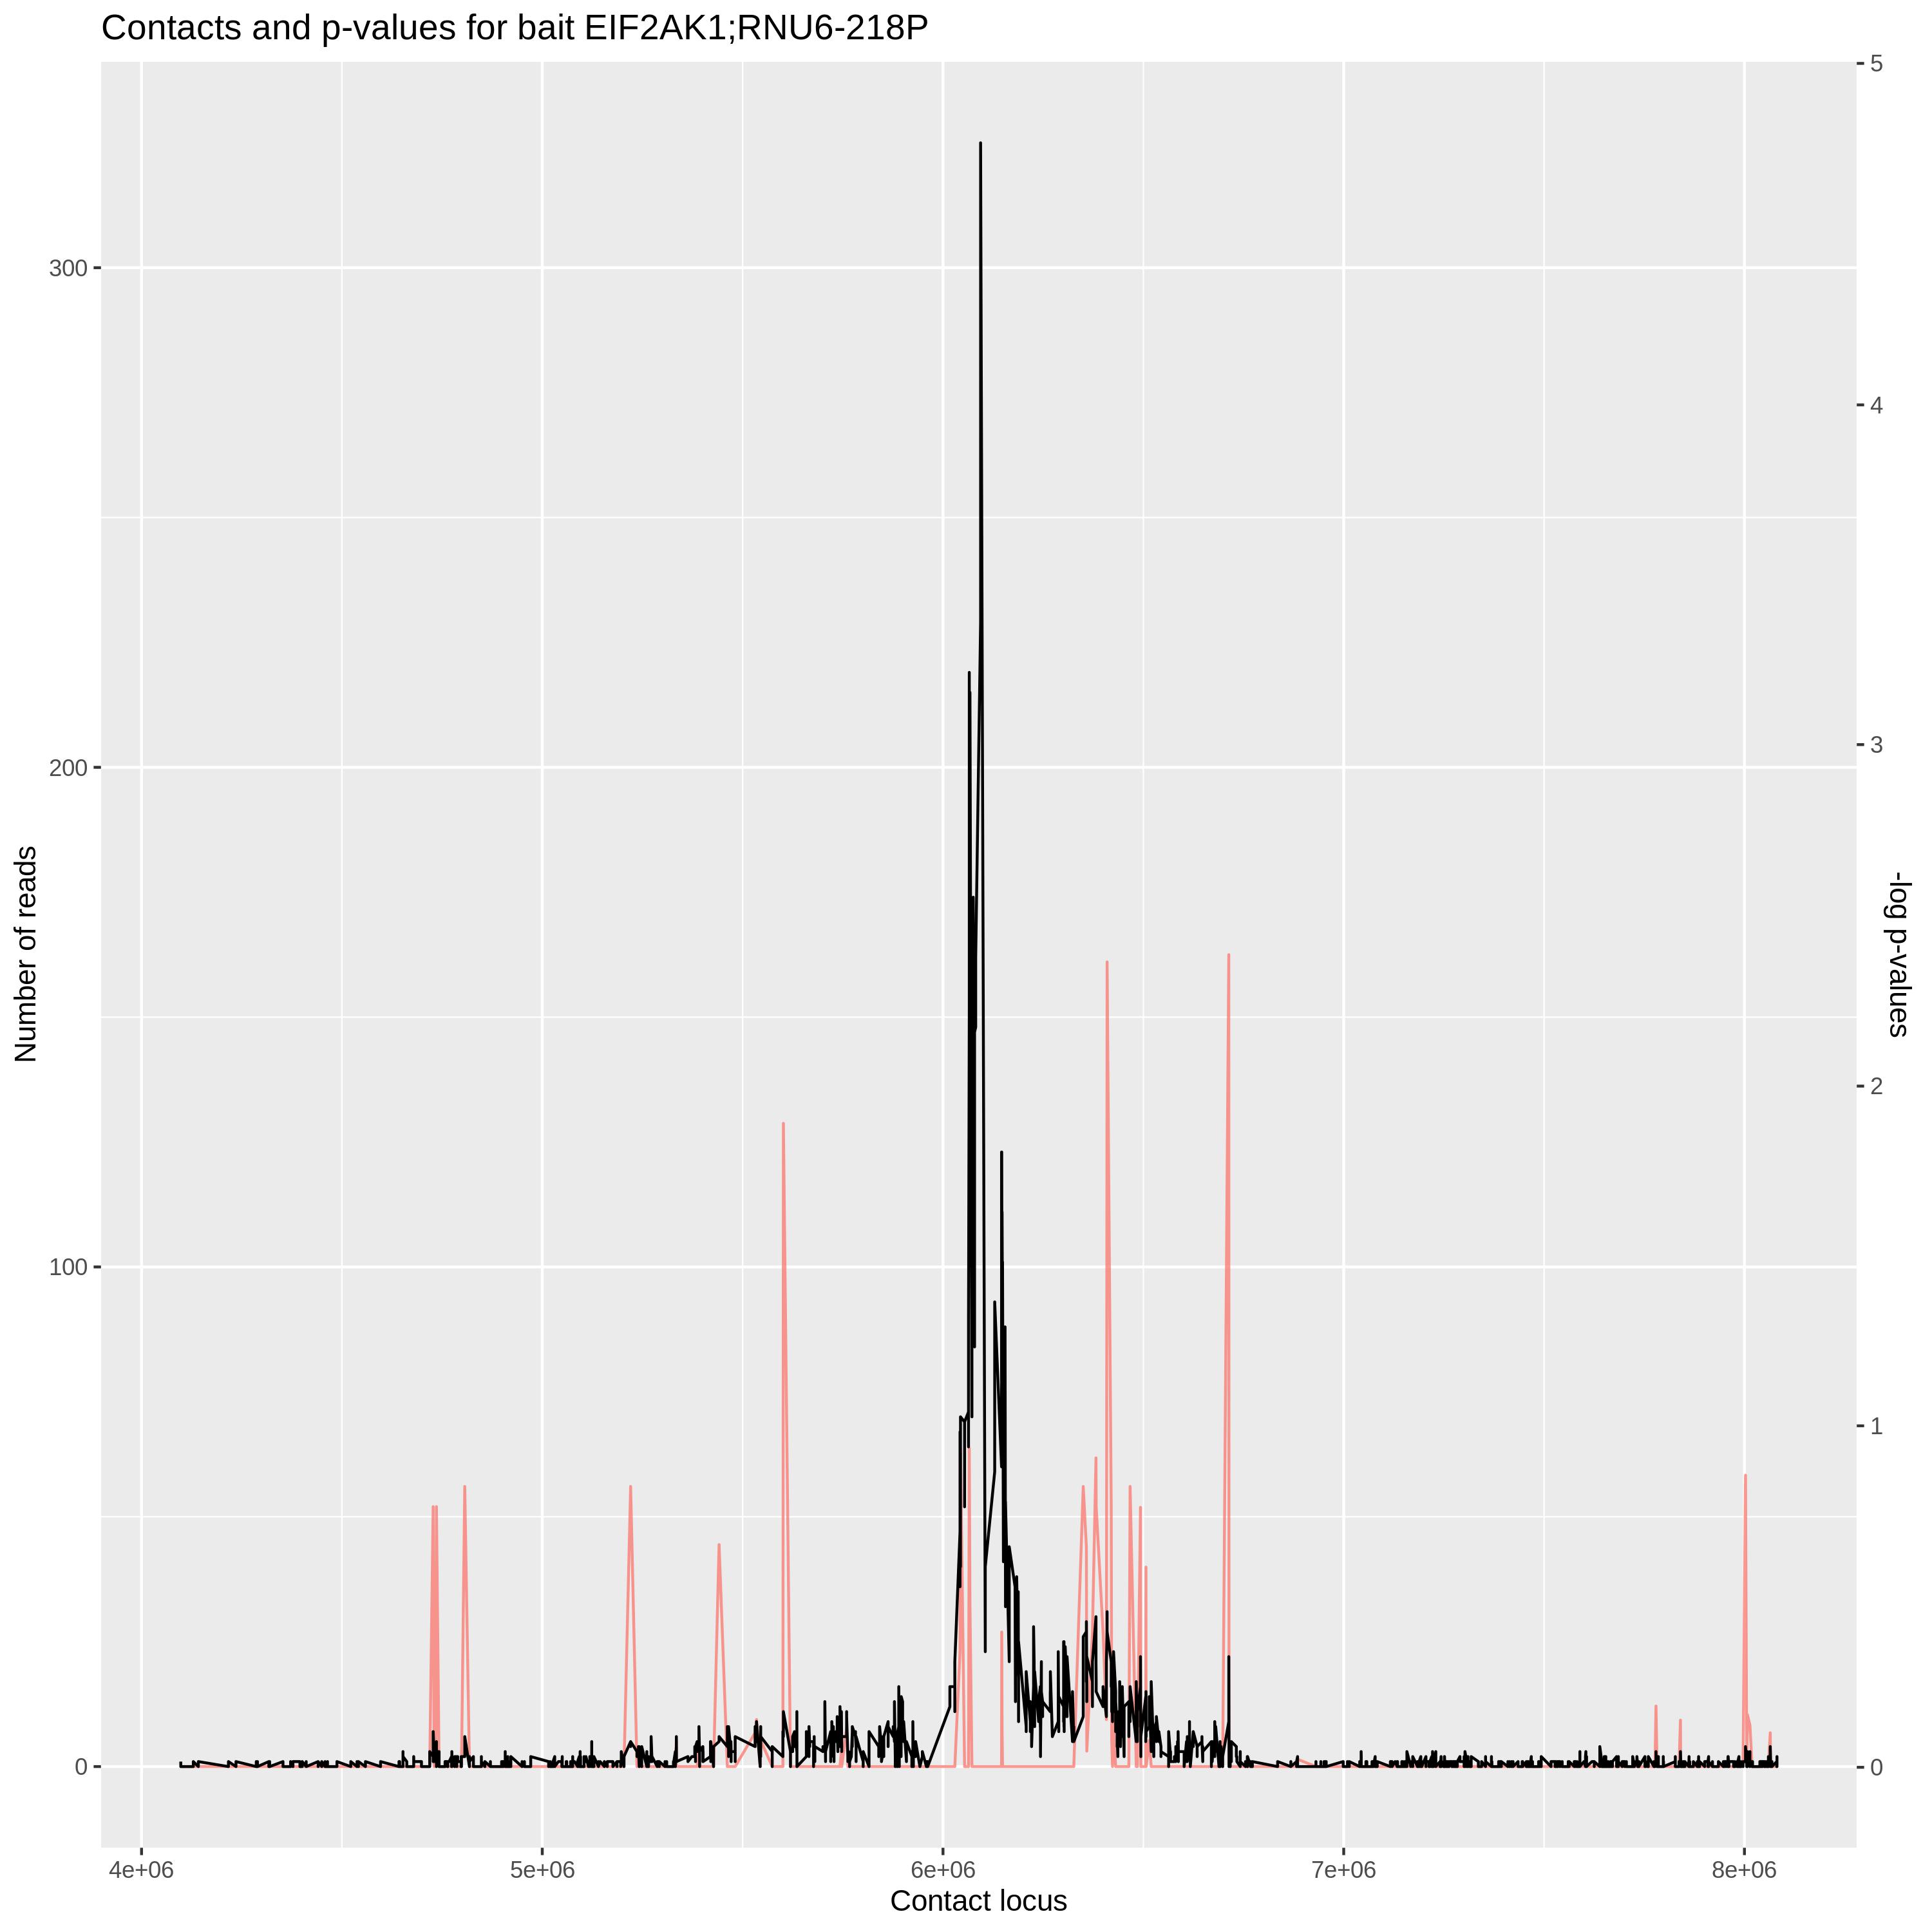 Contacts and p-values for bait EIF2AK1;RNU6-218P
5
4
3
2
1
0
300
200
100
0
Number of reads
-log p-values
4e+06
5e+06
6e+06
7e+06
8e+06
Contact locus